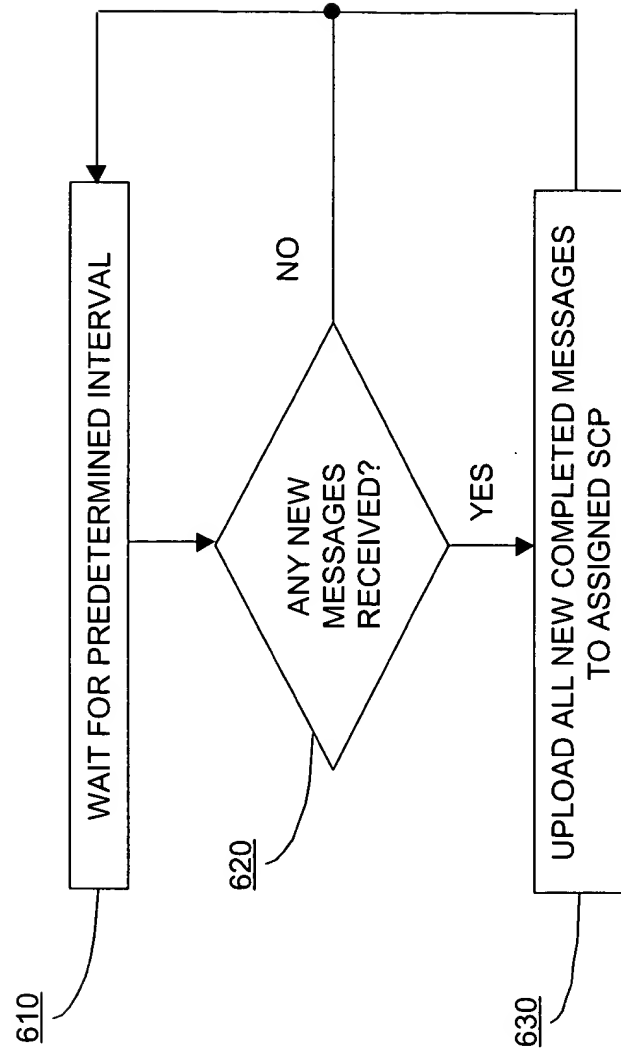 610
WAIT FOR PREDETERMINED INTERVAL
620
ANY NEW
MESSAGES
RECEIVED?
NO
YES
630
UPLOAD ALL NEW COMPLETED MESSAGES
TO ASSIGNED SCP